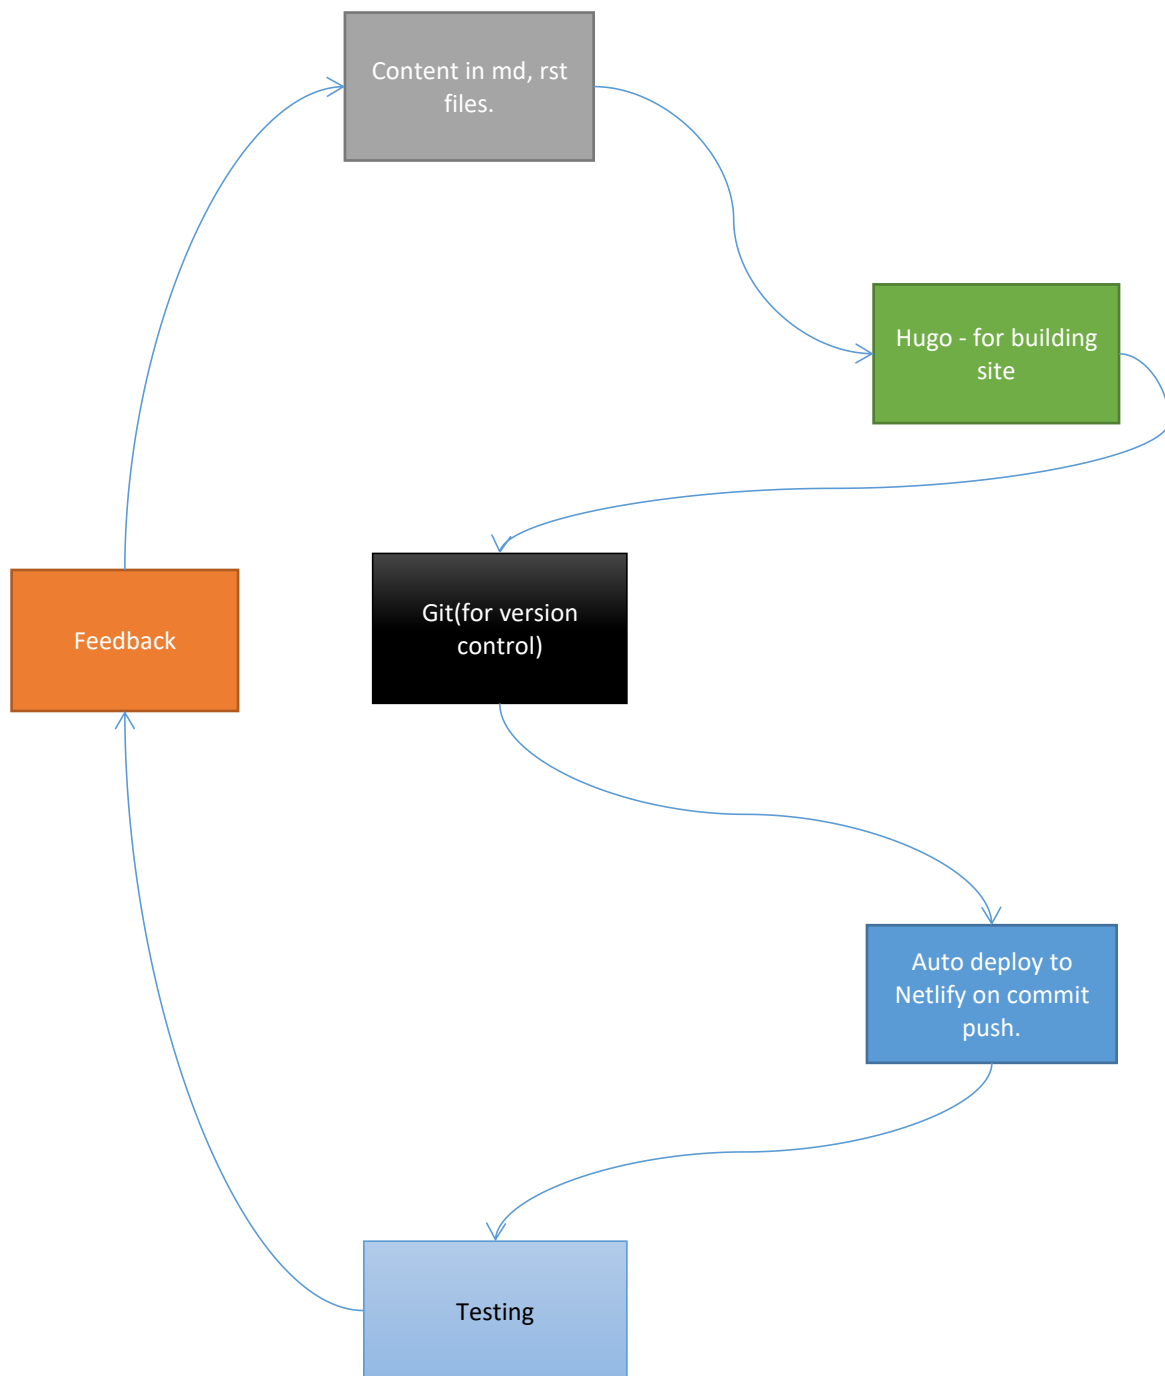 Content in md, rst
files.
Hugo - for building
site
Git(for version
control)
Feedback
Auto deploy to
Netlify on commit
push.
Testing